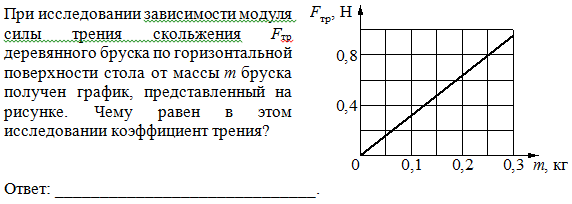 При исследовании зависимости модуля
силы трения скольжения Fтр
деревянного бруска по горизонтальной
поверхности стола от массы m бруска
получен график, представленный на
рисунке. Чему равен в этом
исследовании коэффициент трения?
Ответ: ______________________________.
Fтр, Н
0,8
0,4
0 0,1 0,2 0,3 m, кг